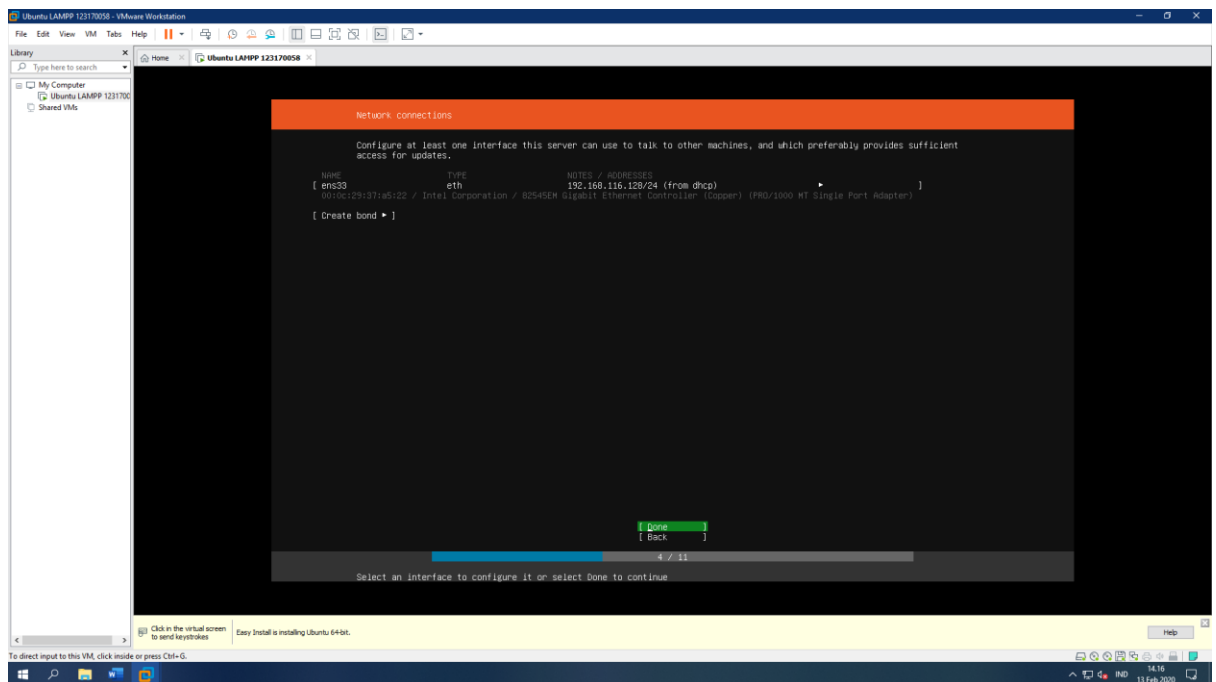 Ubuntu LAMPP 123170058 - VMware Workstation
File Edit View VM Tabs Help
Library
Type here to search
My Computer
Ubuntu LAMPP 1231700
Shared VMs
Home
Ubuntu LAMPP 123170058
Network connections
Configure at least one interface this server can use to talk to other machines, and which preferably provides sufficient
access for updates.
NAME TYPE NOTES / ADDRESSES
[ ens33 eth 192.168.116.128/24 (from dhcp) ▸ ]
00:0c:29:97:a5:22 / Intel Corporation / 82545EM Gigabit Ethernet Controller (Copper) (PRO/1000 MT Single Port Adapter)
[ Create bond ▸ ]
[ Done ]
[ Back ]
4 / 11
Select an interface to configure it or select Done to continue
Click in the virtual screen
to send keystrokes
Easy Install is installing Ubuntu 64-bit.
Help
To direct input to this VM, click inside or press Ctrl+G.
IND
14.16
13 Feb 2020